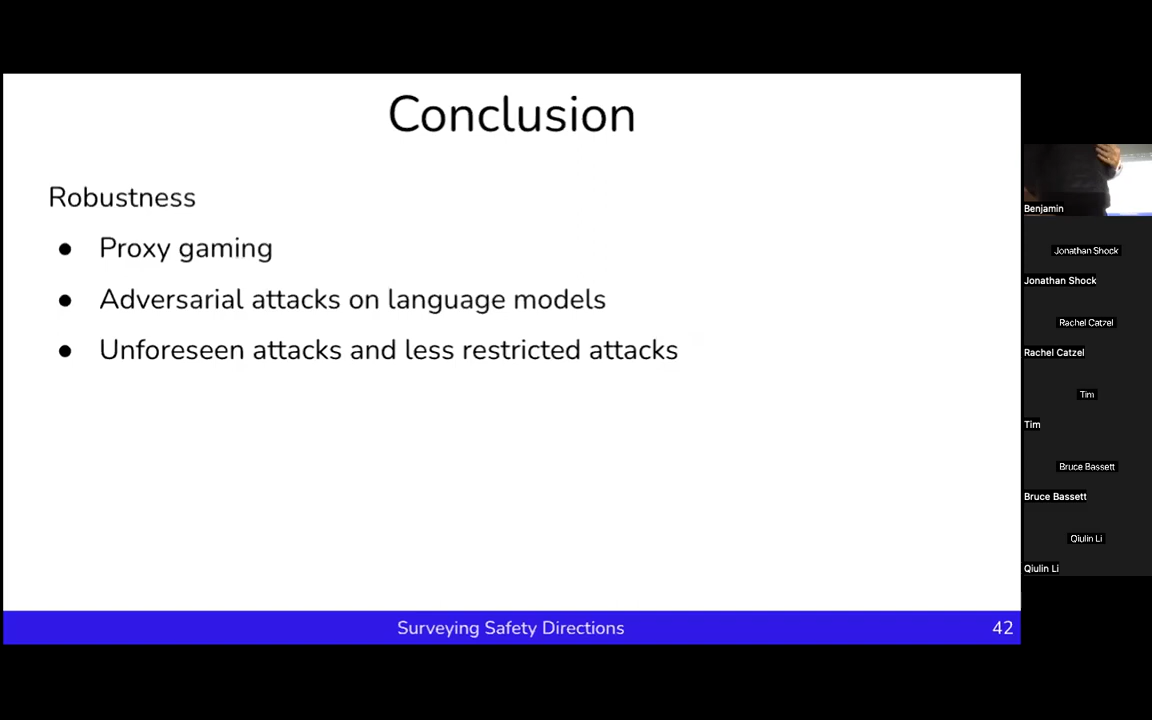 Conclusion
Robustness
● Proxy gaming
● Adversarial attacks on language models
● Unforeseen attacks and less restricted attacks
Surveying Safety Directions
42
Benjamin
Jonathan Shock
Jonathan Shock
Rachel Catzel
Rachel Catzel
Tim
Tim
Bruce Bassett
Bruce Bassett
Qiulin Li
Qiulin Li